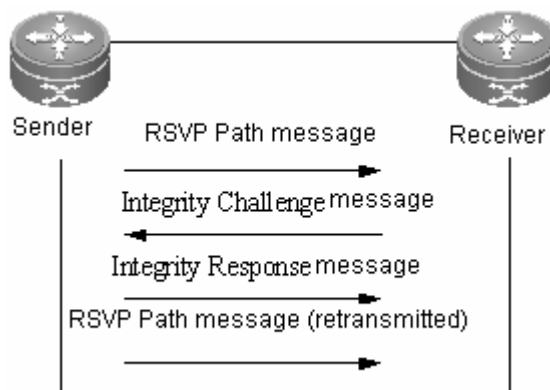 Sender
Receiver
RSVP Path message
Integrity Challenge message
Integrity Response message
RSVP Path message (retransmitted)